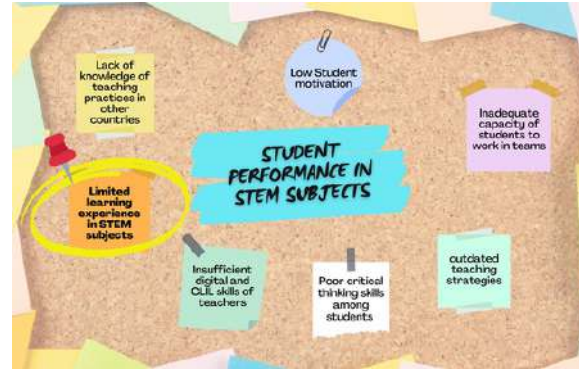 Lack of
knowledge of
teaching
practices in
other
countries
Low Student
motivation
Inadequate
capacity of
students to
work in teams
STUDENT
PERFORMANCE IN
STEM SUBJECTS
Limited
learning
experience
in STEM
subjects
Insufficient
digital and
CLIL skills of
teachers
Poor critical
thinking skills
among
students
outdated
teaching
strategies